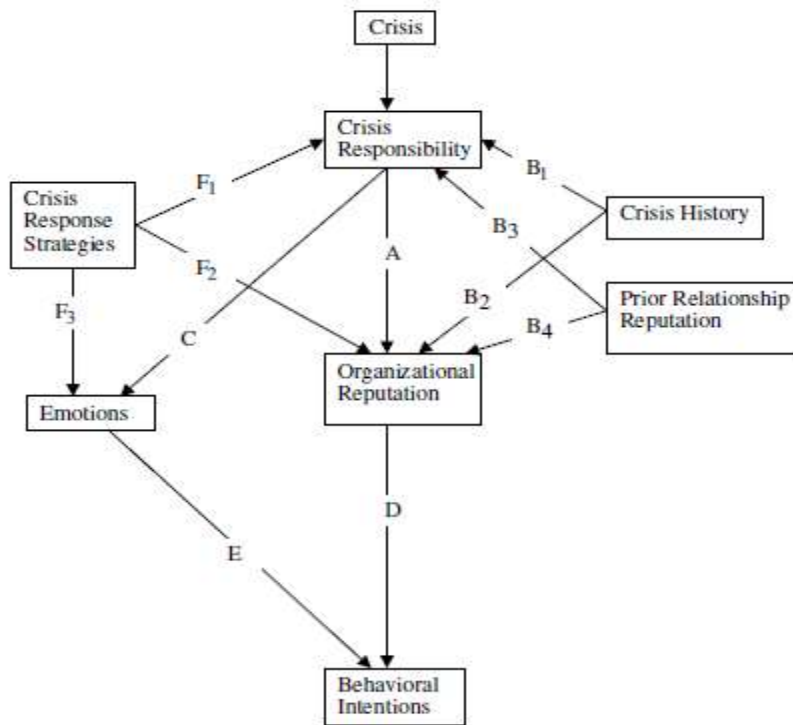 Crisis
Crisis
Responsibility
F1
B1
Crisis
Response
Strategies
Crisis History
B3
A
F2
B2
Prior Relationship
Reputation
F3
B4
C
Organizational
Reputation
Emotions
D
E
Behavioral
Intentions